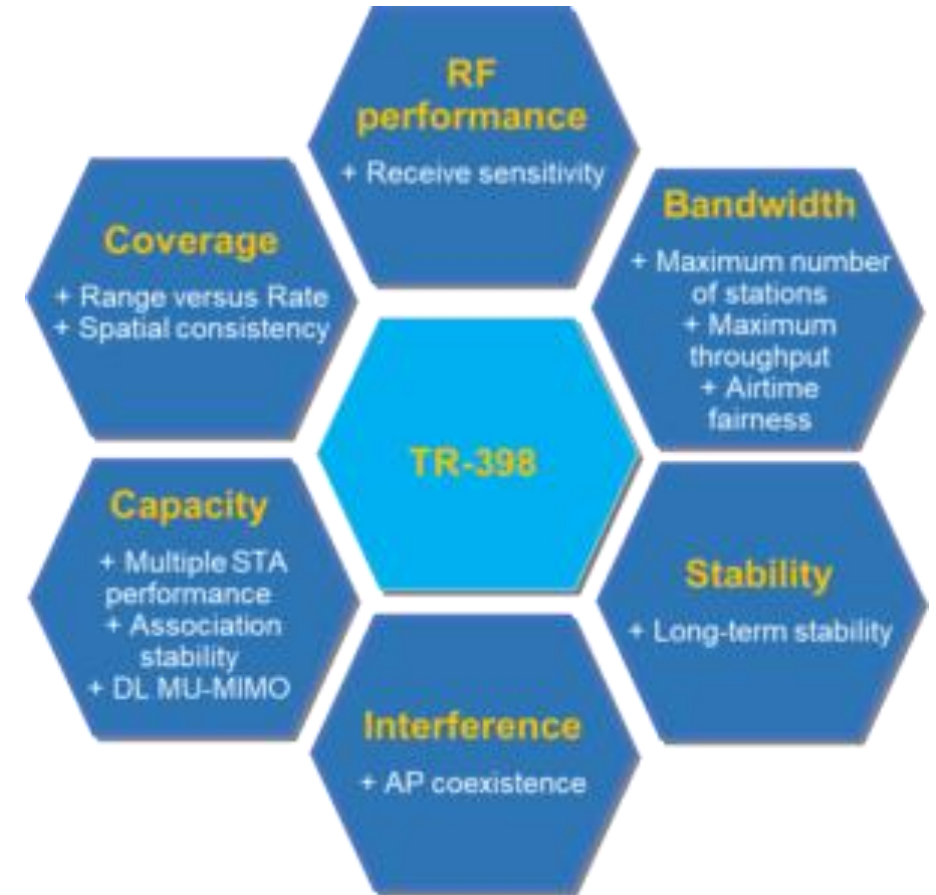 RF
performance
+ Receive sensitivity
Coverage
+ Range versus Rate
+ Spatial consistency
Bandwidth
+ Maximum number
of stations
+ Maximum
throughput
+ Airtime
fairness
TR-398
Capacity
+ Multiple STA
performance
+ Association
stability
+ DL MU-MIMO
Stability
+ Long-term stability
Interference
+ AP coexistence